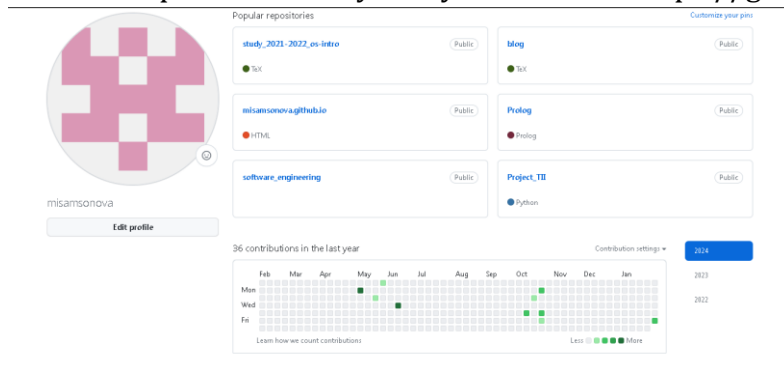 Popular repositories
Customize your pins
study_2021-2022_os-intro
Public
TeX
blog
Public
TeX
misamsonova.github.io
Public
HTML
Prolog
Public
Prolog
software_engineering
Public
Project_TII
Public
Python
misamsonova
Edit profile
36 contributions in the last year
Contribution settings
2024
2023
2022
Feb Mar Apr May Jun Jul Aug Sep Oct Nov Dec Jan
Mon
Wed
Fri
Learn how we count contributions
Less More